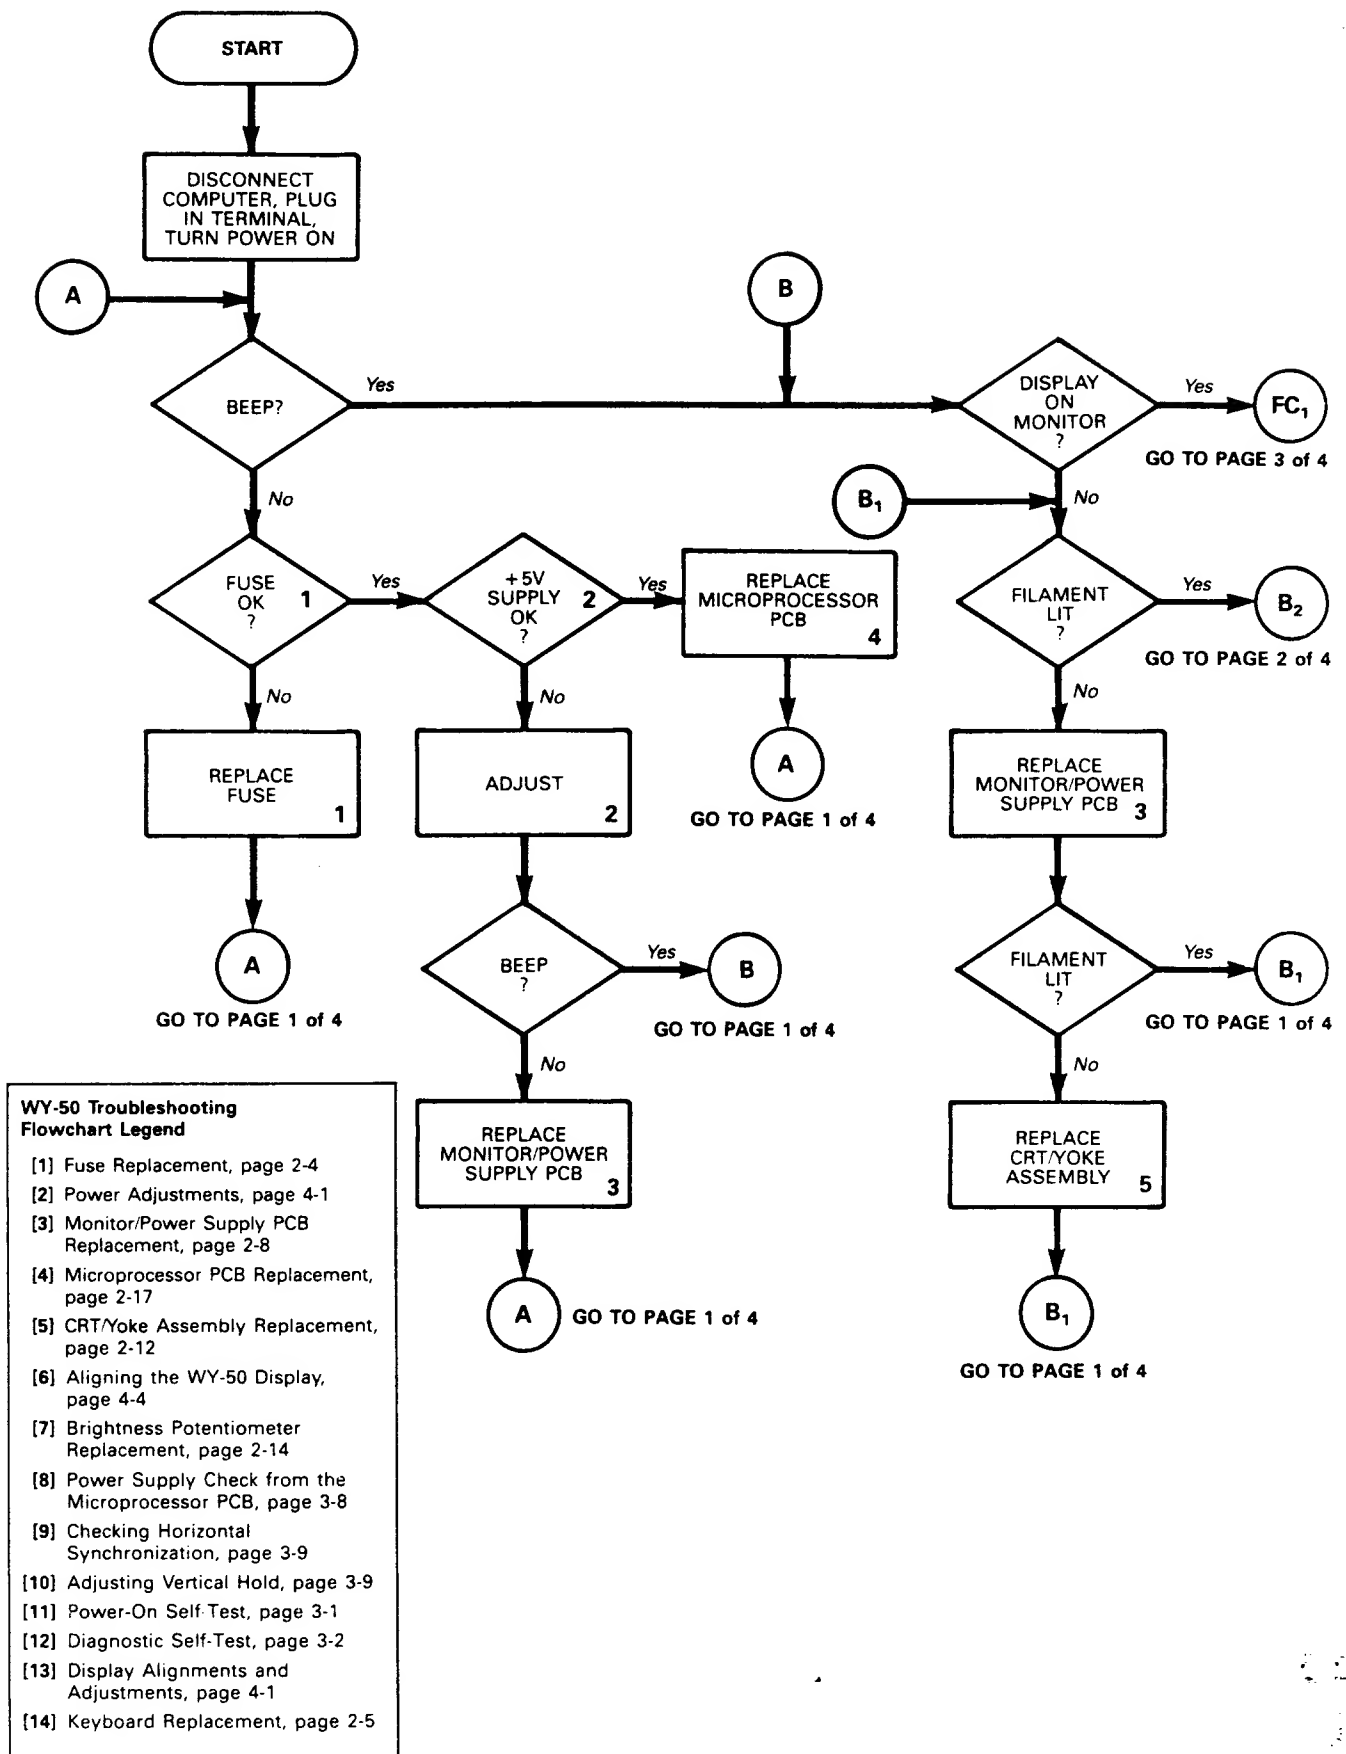 START
DISCONNECT
COMPUTER, PLUG
IN TERMINAL,
TURN POWER ON
A
B
BEEP?
Yes
DISPLAY
ON
MONITOR
?
Yes
FC₁
GO TO PAGE 3 of 4
No
B₁
No
FUSE
OK
?
1
Yes
+5V
SUPPLY
OK
?
2
Yes
REPLACE
MICROPROCESSOR
PCB
4
FILAMENT
LIT
?
Yes
B₂
GO TO PAGE 2 of 4
No
No
No
REPLACE
FUSE
1
ADJUST
2
A
GO TO PAGE 1 of 4
REPLACE
MONITOR/POWER
SUPPLY PCB
3
A
GO TO PAGE 1 of 4
BEEP
?
Yes
B
GO TO PAGE 1 of 4
FILAMENT
LIT
?
Yes
B₁
GO TO PAGE 1 of 4
No
No
REPLACE
MONITOR/POWER
SUPPLY PCB
3
REPLACE
CRT/YOKE
ASSEMBLY
5
A
GO TO PAGE 1 of 4
B₁
GO TO PAGE 1 of 4
WY-50 Troubleshooting
Flowchart Legend
[1] Fuse Replacement, page 2-4
[2] Power Adjustments, page 4-1
[3] Monitor/Power Supply PCB
Replacement, page 2-8
[4] Microprocessor PCB Replacement,
page 2-17
[5] CRT/Yoke Assembly Replacement,
page 2-12
[6] Aligning the WY-50 Display,
page 4-4
[7] Brightness Potentiometer
Replacement, page 2-14
[8] Power Supply Check from the
Microprocessor PCB, page 3-8
[9] Checking Horizontal
Synchronization, page 3-9
[10] Adjusting Vertical Hold, page 3-9
[11] Power-On Self-Test, page 3-1
[12] Diagnostic Self-Test, page 3-2
[13] Display Alignments and
Adjustments, page 4-1
[14] Keyboard Replacement, page 2-5